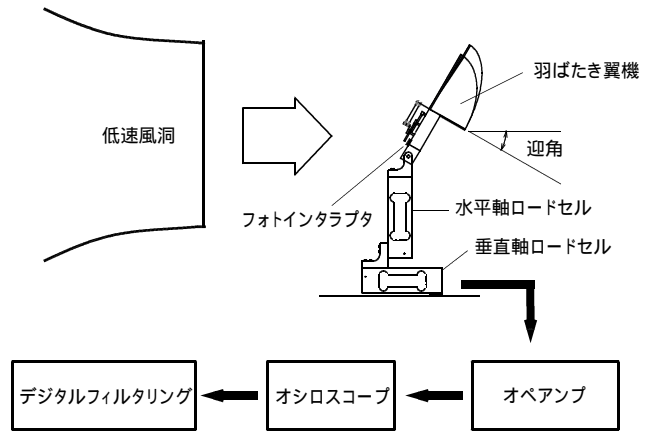 羽ばたき翼機
低速風洞
迎角
フォトインタラプタ
水平軸ロードセル
垂直軸ロードセル
デジタルフィルタリング
オシロスコープ
オペアンプ